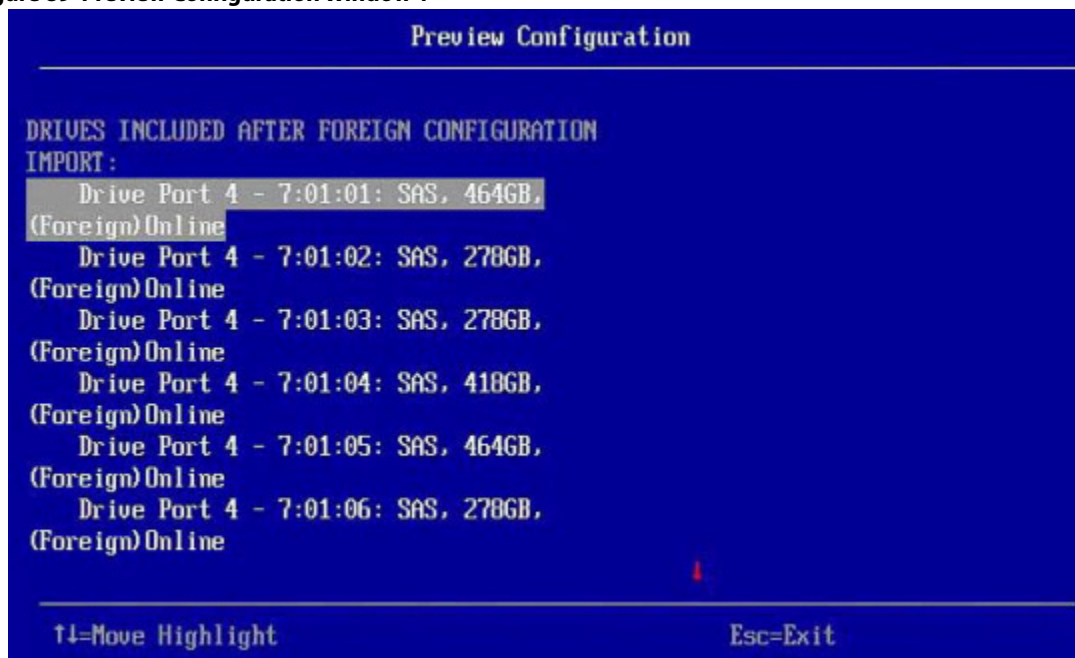 Preview Configuration
DRIVES INCLUDED AFTER FOREIGN CONFIGURATION
IMPORT:
Drive Port 4 - 7:01:01: SAS, 464GB,
(Foreign)Online
Drive Port 4 - 7:01:02: SAS, 278GB,
(Foreign)Online
Drive Port 4 - 7:01:03: SAS, 278GB,
(Foreign)Online
Drive Port 4 - 7:01:04: SAS, 418GB,
(Foreign)Online
Drive Port 4 - 7:01:05: SAS, 464GB,
(Foreign)Online
Drive Port 4 - 7:01:06: SAS, 278GB,
(Foreign)Online
↓
↑↓=Move Highlight Esc=Exit